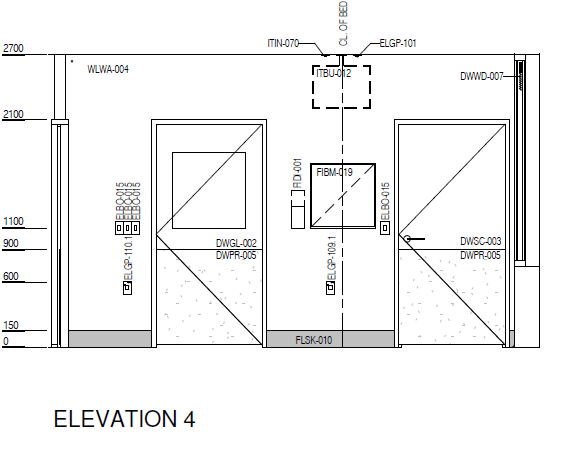 CL. OF BED
ITIN-070
ELGP-101
2700
WLWA-004
ITBU-012
DWWD-007
2100
ELBO-015
ELBO-015
ELBO-015
FIDI-001
FIBM-019
ELBO-015
1100
900
DWGL-002
DWSC-003
DWPR-005
DWPR-005
ELGP-110.1
ELGP-109.1
600
150
0
FLSK-010
ELEVATION 4